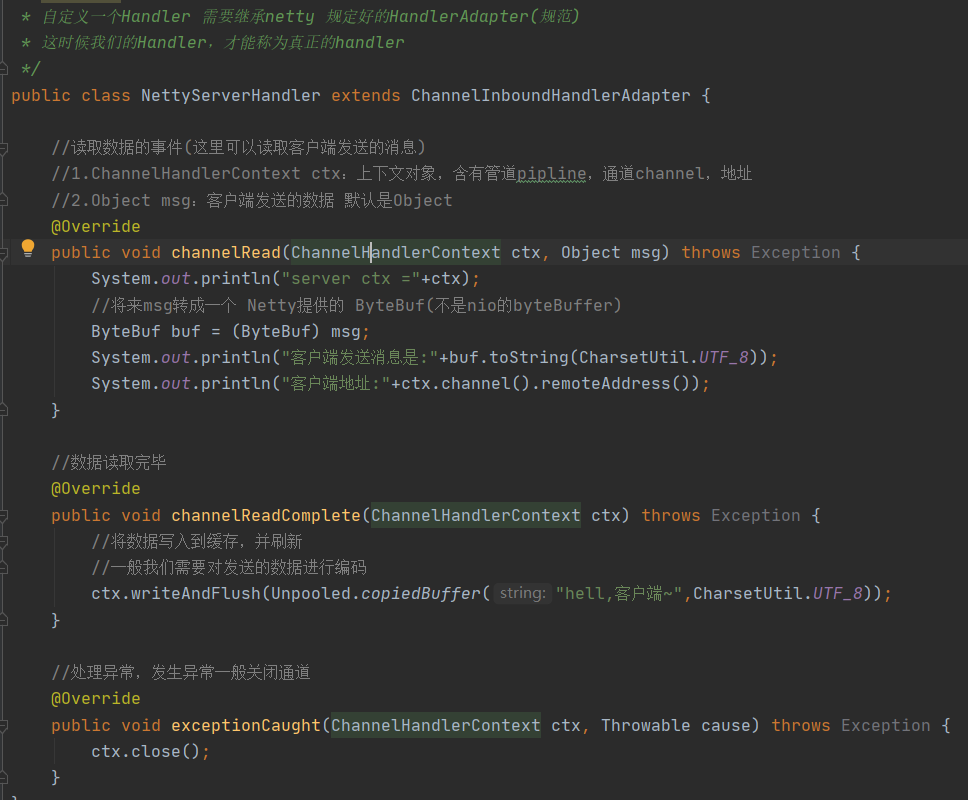 * 自定义一个Handler 需要继承netty 规定好的HandlerAdapter(规范)
* 这时候我们的Handler，才能称为真正的handler
*/
public class NettyServerHandler extends ChannelInboundHandlerAdapter {
//读取数据的事件(这里可以读取客户端发送的消息)
//1.ChannelHandlerContext ctx：上下文对象，含有管道pipline，通道channel，地址
//2.Object msg：客户端发送的数据 默认是Object
@Override
public void channelRead(ChannelHandlerContext ctx, Object msg) throws Exception {
System.out.println("server ctx ="+ctx);
//将来msg转成一个 Netty提供的 ByteBuf(不是nio的byteBuffer)
ByteBuf buf = (ByteBuf) msg;
System.out.println("客户端发送消息是:"+buf.toString(CharsetUtil.UTF_8));
System.out.println("客户端地址:"+ctx.channel().remoteAddress());
}
//数据读取完毕
@Override
public void channelReadComplete(ChannelHandlerContext ctx) throws Exception {
//将数据写入到缓存，并刷新
//一般我们需要对发送的数据进行编码
ctx.writeAndFlush(Unpooled.copiedBuffer( string: "hell,客户端~",CharsetUtil.UTF_8));
}
//处理异常，发生异常一般关闭通道
@Override
public void exceptionCaught(ChannelHandlerContext ctx, Throwable cause) throws Exception {
ctx.close();
}